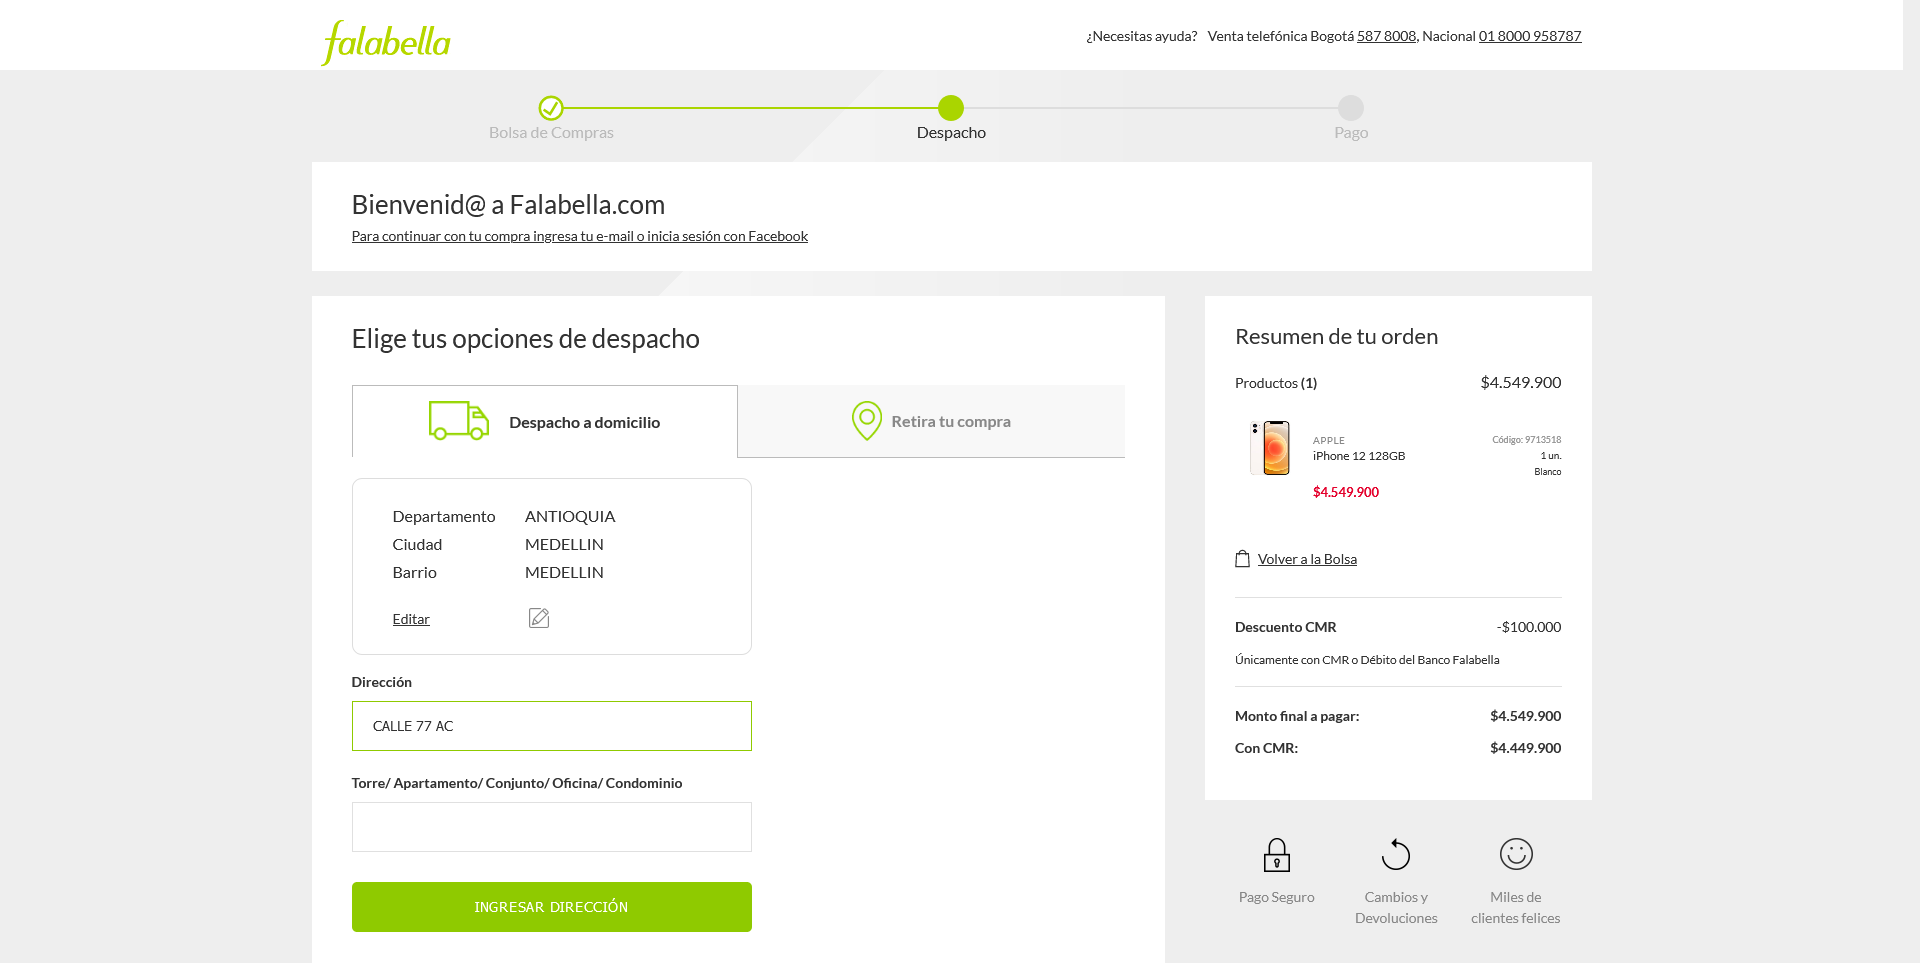 falabella
¿Necesitas ayuda? Venta telefónica Bogotá 587 8008, Nacional 01 8000 958787
Bolsa de Compras
Despacho
Pago
Bienvenid@ a Falabella.com
Para continuar con tu compra ingresa tu e-mail o inicia sesión con Facebook
Elige tus opciones de despacho
Despacho a domicilio
Retira tu compra
Departamento ANTIOQUIA
Ciudad MEDELLIN
Barrio MEDELLIN
Editar
Dirección
CALLE 77 AC
Torre/ Apartamento/ Conjunto/ Oficina/ Condominio
INGRESAR DIRECCIÓN
Resumen de tu orden
Productos (1) $4.549.900
APPLE Código: 9713518
iPhone 12 128GB 1 un.
Blanco
$4.549.900
Volver a la Bolsa
Descuento CMR -$100.000
Únicamente con CMR o Débito del Banco Falabella
Monto final a pagar: $4.549.900
Con CMR: $4.449.900
Pago Seguro
Cambios y
Devoluciones
Miles de
clientes felices